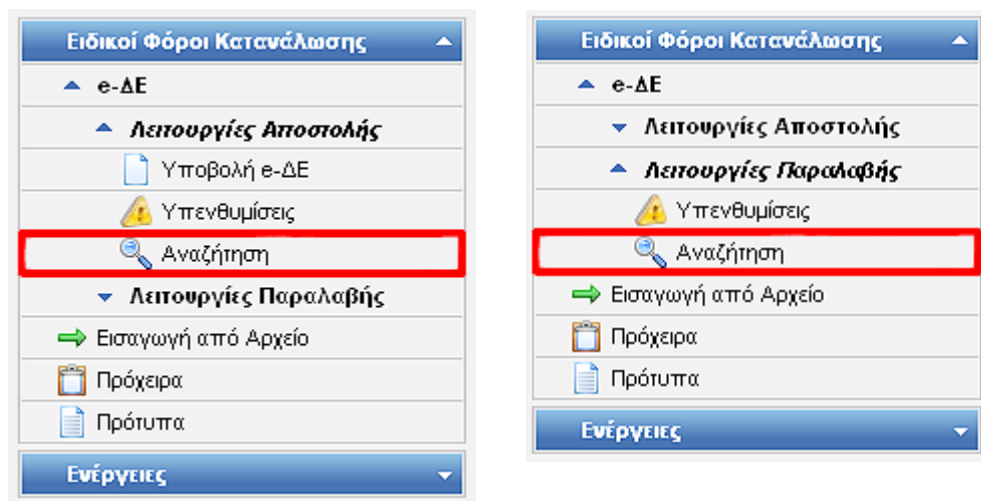 Ειδικοί Φόροι Κατανάλωσης
e-ΔΕ
Λειτουργίες Αποστολής
Υποβολή e-ΔΕ
Υπενθυμίσεις
Αναζήτηση
Λειτουργίες Παραλαβής
Εισαγωγή από Αρχείο
Πρόχειρα
Πρότυπα
Ενέργειες
Ειδικοί Φόροι Κατανάλωσης
e-ΔΕ
Λειτουργίες Αποστολής
Λειτουργίες Παραλαβής
Υπενθυμίσεις
Αναζήτηση
Εισαγωγή από Αρχείο
Πρόχειρα
Πρότυπα
Ενέργειες